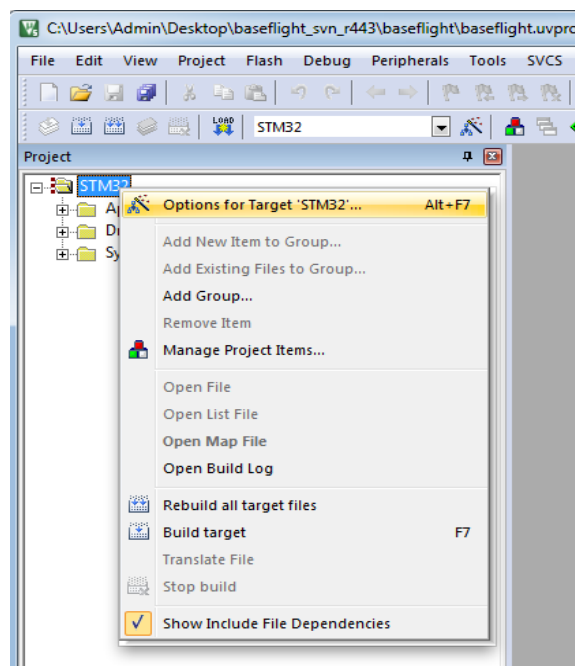 C:\Users\Admin\Desktop\baseflight_svn_r443\baseflight\baseflight.uvpro
File Edit View Project Flash Debug Peripherals Tools SVCS
LOAD STM32
Project
STM32
Options for Target 'STM32'... Alt+F7
Add New Item to Group...
Add Existing Files to Group...
Add Group...
Remove Item
Manage Project Items...
Open File
Open List File
Open Map File
Open Build Log
Rebuild all target files
Build target F7
Translate File
Stop build
Show Include File Dependencies